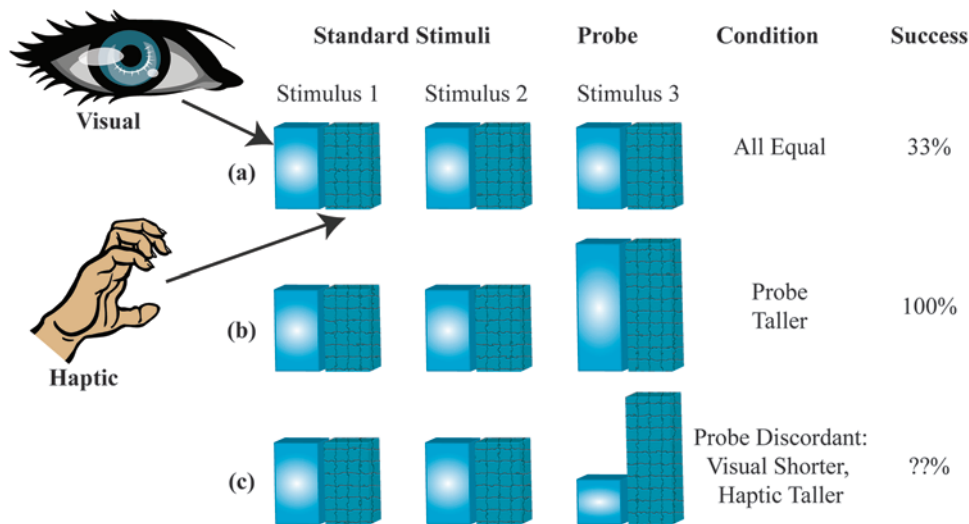 Standard Stimuli Probe Condition Success
Stimulus 1 Stimulus 2 Stimulus 3
Visual
(a) All Equal 33%
(b) Probe
Taller 100%
Haptic
(c) Probe Discordant:
Visual Shorter,
Haptic Taller ??%